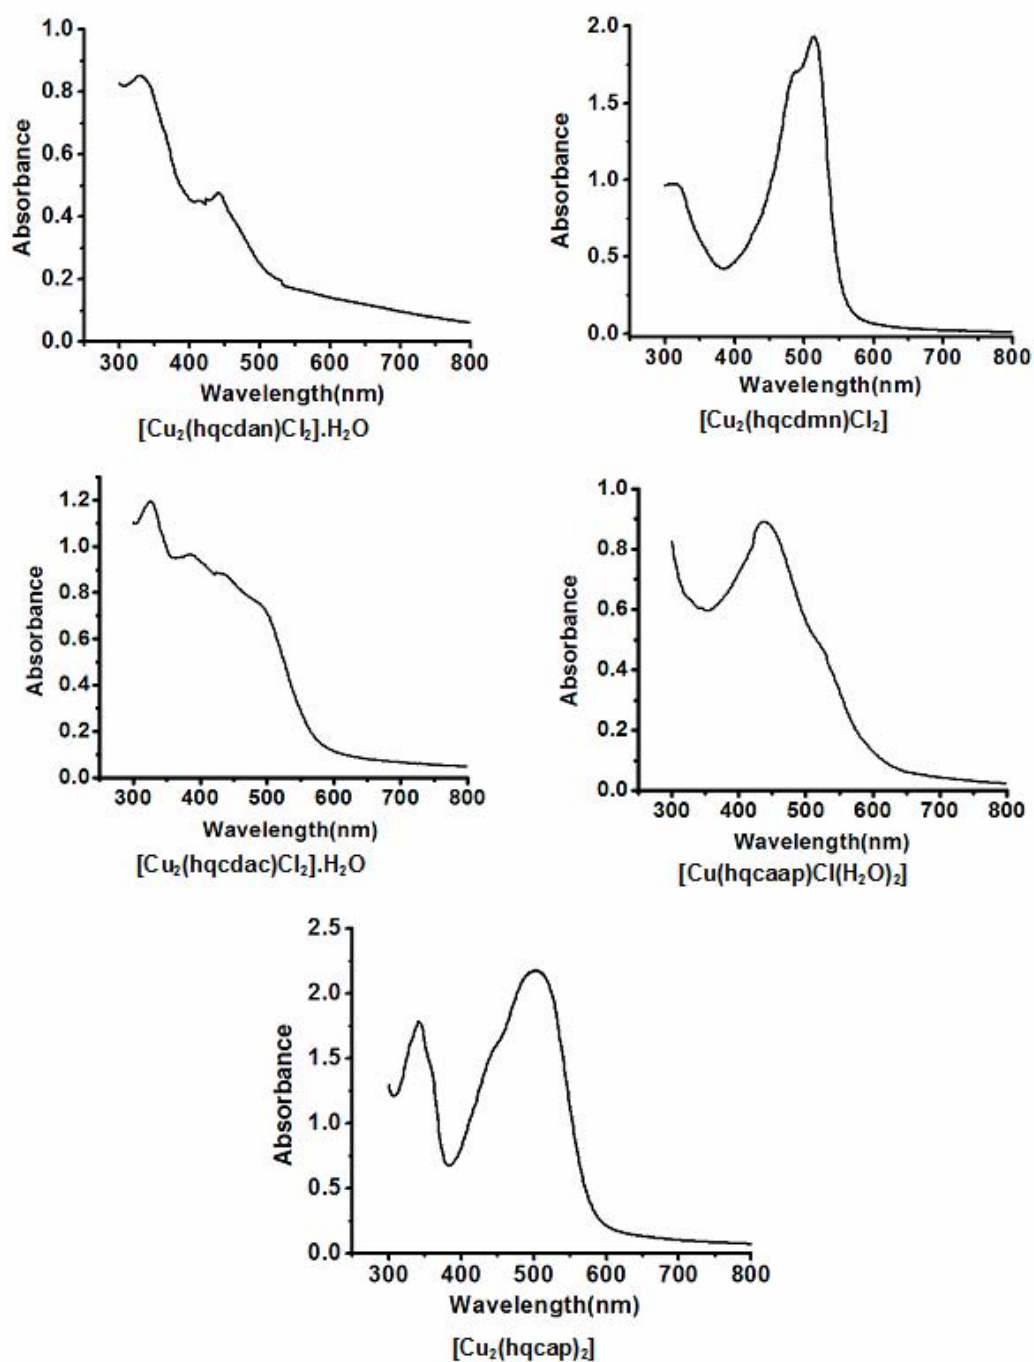 1.0
0.8
0.6
0.4
0.2
0.0
Absorbance
300 400 500 600 700 800
Wavelength(nm)
[Cu₂(hqcdan)Cl₂].H₂O
2.0
1.5
1.0
0.5
0.0
Absorbance
300 400 500 600 700 800
Wavelength(nm)
[Cu₂(hqcdmn)Cl₂]
1.2
1.0
0.8
0.6
0.4
0.2
0.0
Absorbance
300 400 500 600 700 800
Wavelength(nm)
[Cu₂(hqcdac)Cl₂].H₂O
1.0
0.8
0.6
0.4
0.2
0.0
Absorbance
300 400 500 600 700 800
Wavelength(nm)
[Cu(hqcaap)Cl(H₂O)₂]
2.5
2.0
1.5
1.0
0.5
0.0
Absorbance
300 400 500 600 700 800
Wavelength(nm)
[Cu₂(hqcap)₂]